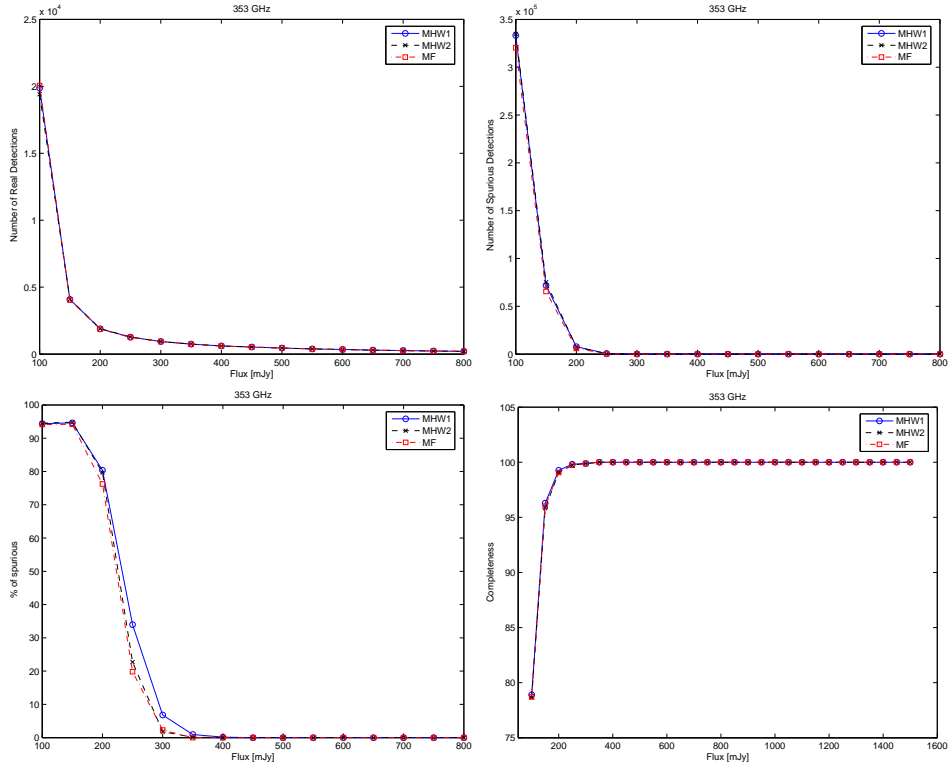 353 GHz
x 10^4
2.5
2
1.5
1
0.5
0
100 200 300 400 500 600 700 800
Flux [mJy]
Number of Real Detections
MHW1
MHW2
MF
353 GHz
x 10^5
3.5
3
2.5
2
1.5
1
0.5
0
100 200 300 400 500 600 700 800
Flux [mJy]
Number of Spurious Detections
MHW1
MHW2
MF
353 GHz
100
90
80
70
60
50
40
30
20
10
0
100 200 300 400 500 600 700 800
Flux [mJy]
% of spurious
MHW1
MHW2
MF
353 GHz
105
100
95
90
85
80
75
200 400 600 800 1000 1200 1400 1600
Flux [mJy]
Completeness
MHW1
MHW2
MF